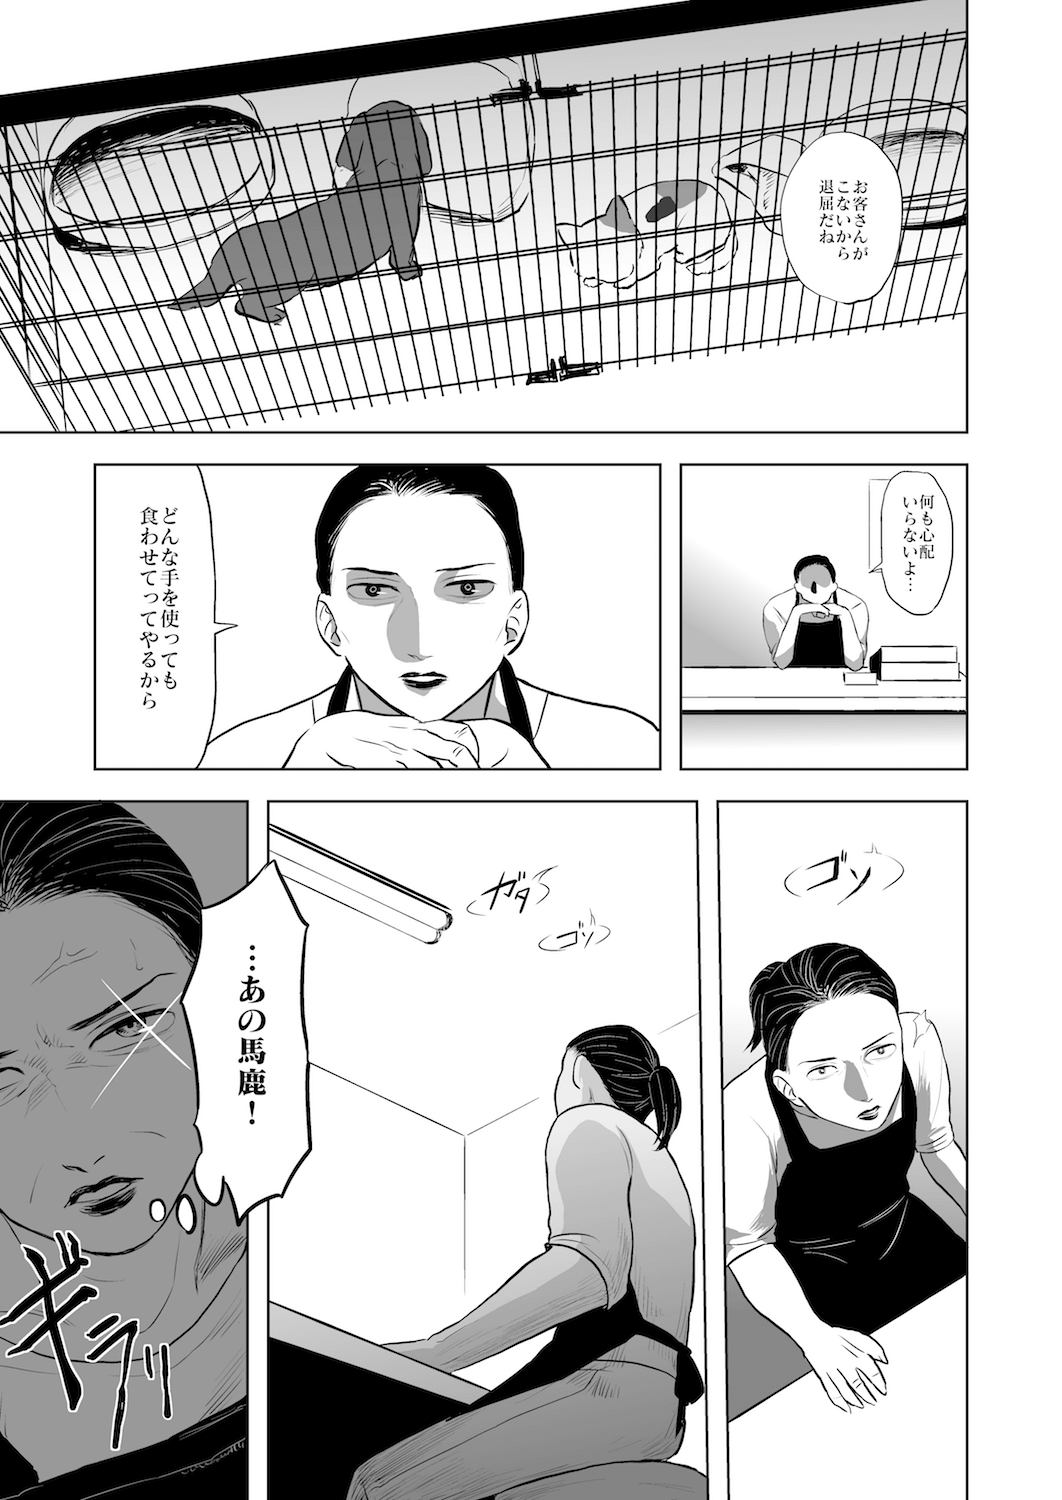 お客さんが
こないから
退屈だね
何も心配
いらないよ…
どんな手を使っても
食わせてってやるから
ゴソ
ガタ
ゴソ
…あの馬鹿！
ギラリ